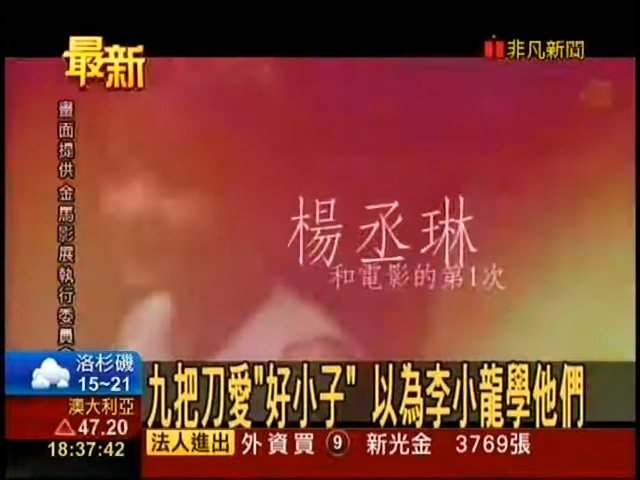 最新
非凡新聞
畫面提供金馬影展執行委員
楊丞琳
和電影的第1次
洛杉磯
15~21
澳大利亞
△47.20
18:37:42
九把刀愛"好小子" 以為李小龍學他們
法人進出 外資買 9 新光金 3769張